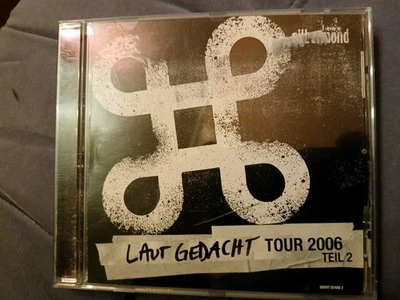 silbermond
LAUT GEDACHT TOUR 2006
TEIL 2